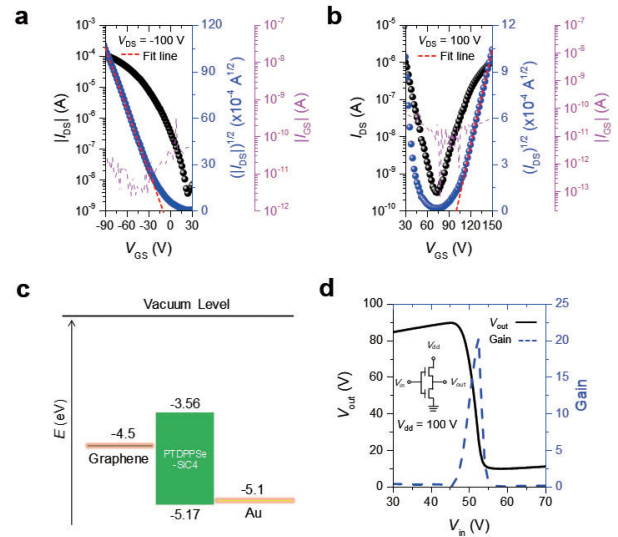 a
V_DS = -100 V
Fit line
10^-3
10^-4
10^-5
10^-6
10^-7
10^-8
10^-9
|I_DS| (A)
120
90
60
30
0
(|I_DS|)^1/2 (x10^-4 A^1/2)
10^-7
10^-8
10^-9
10^-10
10^-11
10^-12
|I_GS| (A)
-90 -60 -30 0 30
V_GS (V)
b
V_DS = 100 V
Fit line
10^-5
10^-6
10^-7
10^-8
10^-9
10^-10
I_DS (A)
12
9
6
3
0
(I_DS)^1/2 (x10^-4 A^1/2)
10^-7
10^-8
10^-9
10^-10
10^-11
10^-12
10^-13
|I_GS| (A)
30 60 90 120 150
V_GS (V)
c
Vacuum Level
E (eV)
-3.56
-4.5
Graphene
PTDPPSe
-SiC4
-5.1
-5.17
Au
d
100
80
60
40
20
0
V_out (V)
V_out
Gain
V_dd
V_in
V_OUT
V_dd = 100 V
25
20
15
10
5
0
Gain
30 40 50 60 70
V_in (V)